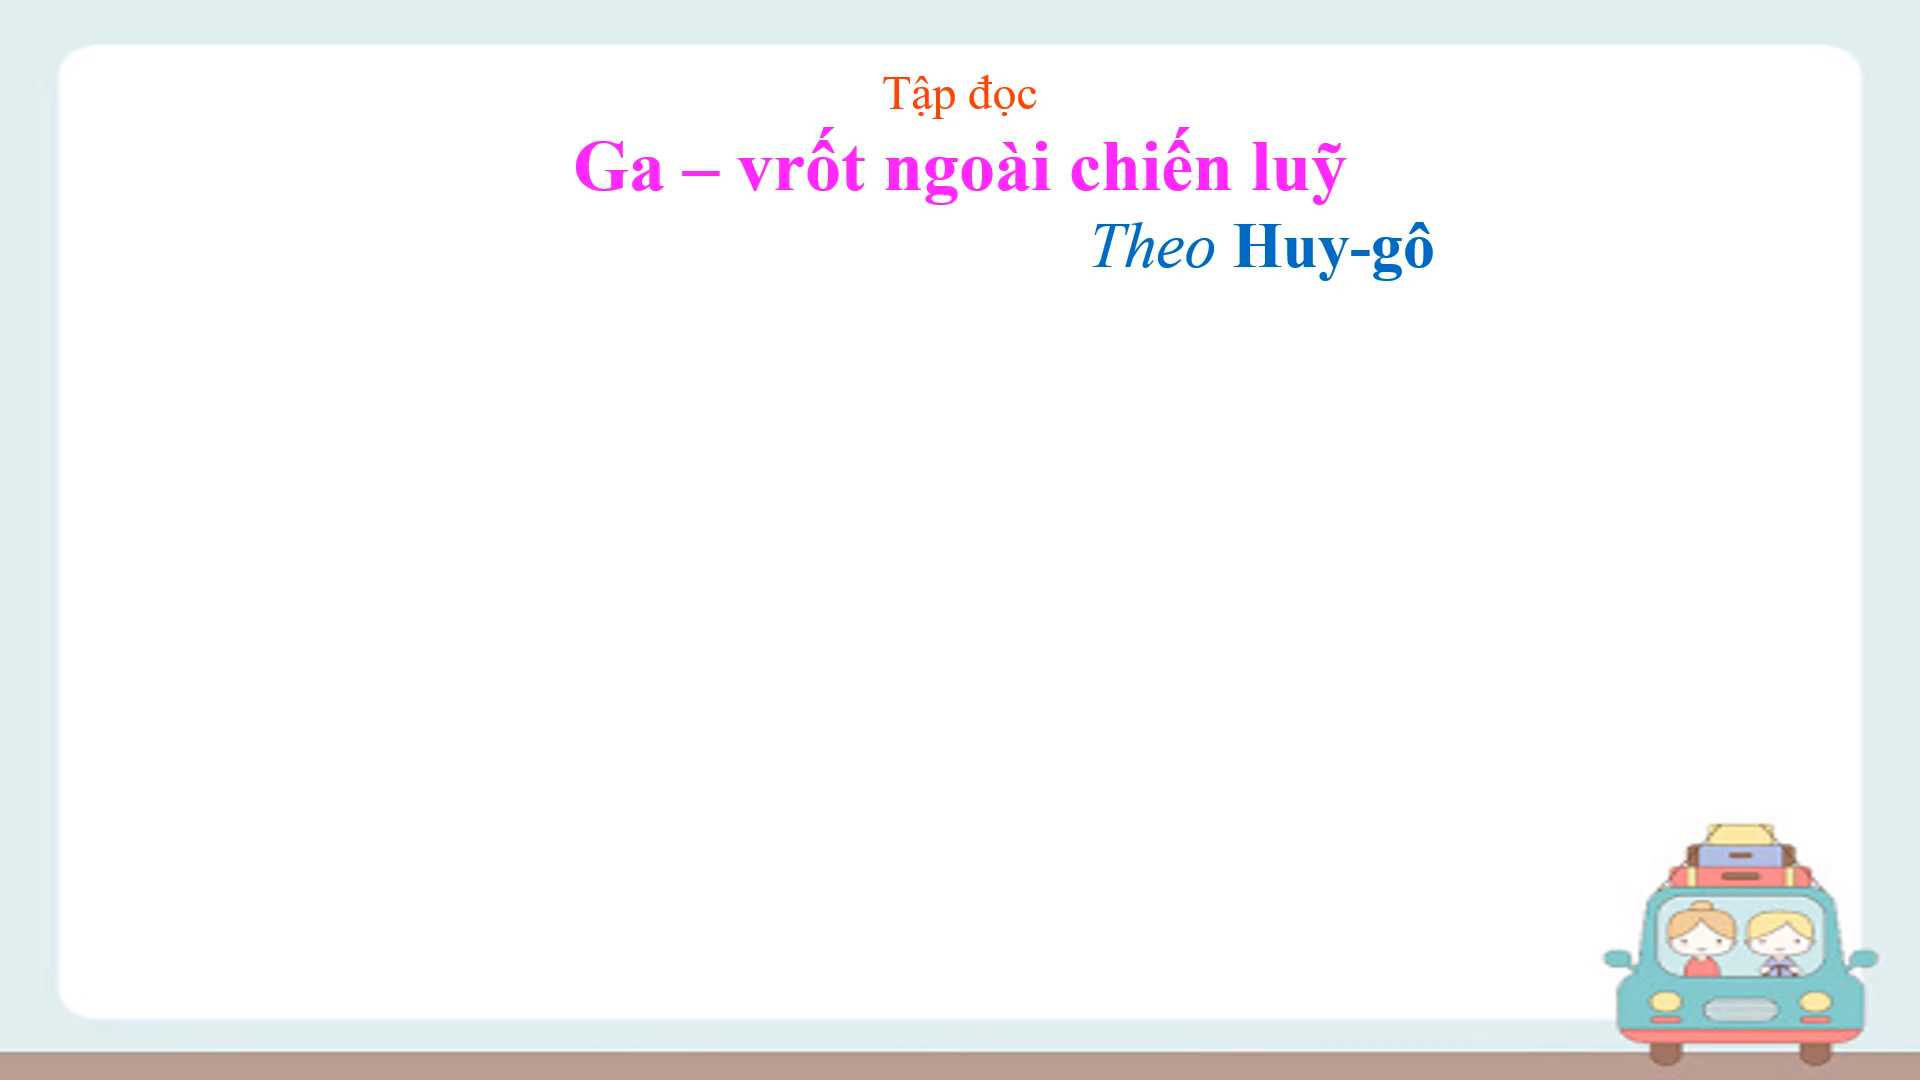 Tập đọc
Ga – vrốt ngoài chiến luỹ
Theo Huy-gô